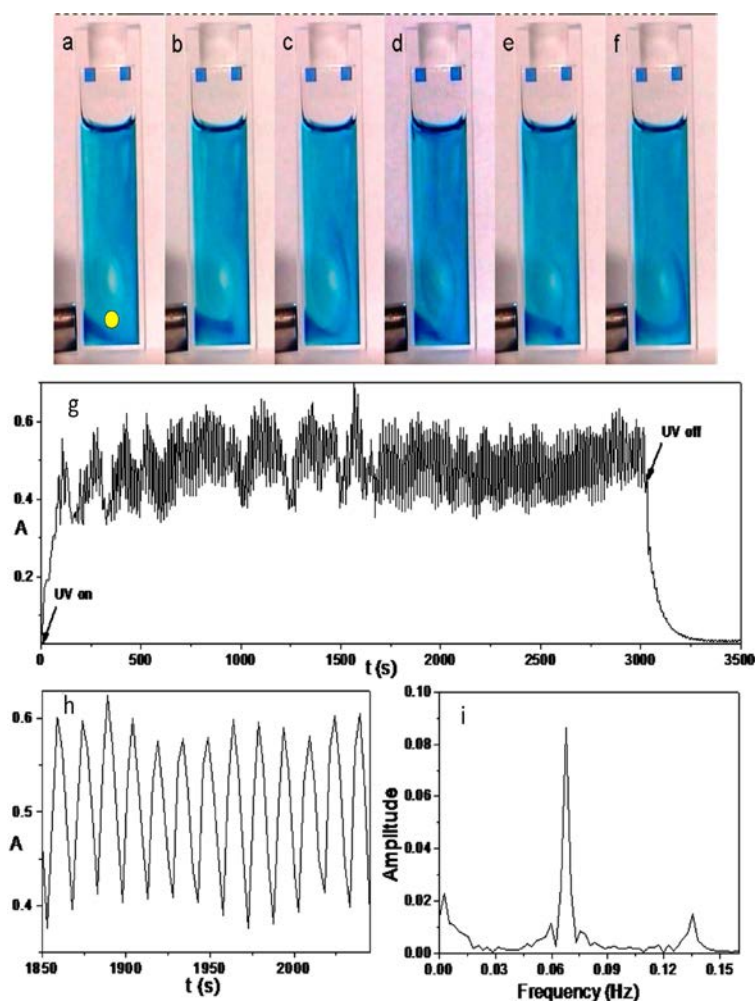 a b c d e f
g
0.6
UV off
0.4
A
0.2
UV on
0 500 1000 1500 2000 2500 3000 3500
t (s)
h
0.6
0.5
A
0.4
1850 1900 1950 2000
t (s)
i
0.10
0.08
0.06
0.04
0.02
0.00
Amplitude
0.00 0.03 0.06 0.09 0.12 0.15
Frequency (Hz)